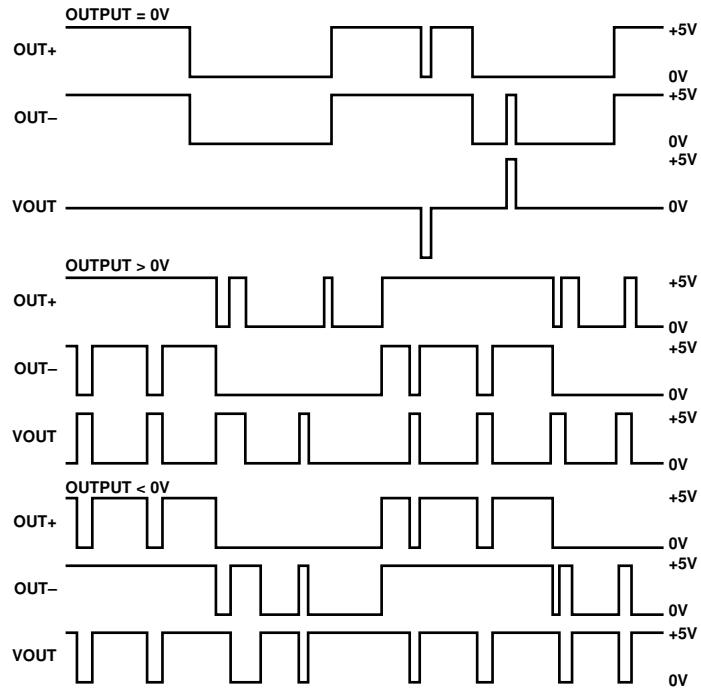 OUTPUT = 0V
+5V
OUT+
0V
+5V
OUT–
0V
+5V
VOUT
0V
OUTPUT > 0V
+5V
OUT+
0V
+5V
OUT–
0V
+5V
VOUT
0V
OUTPUT < 0V
+5V
OUT+
0V
+5V
OUT–
0V
+5V
VOUT
0V